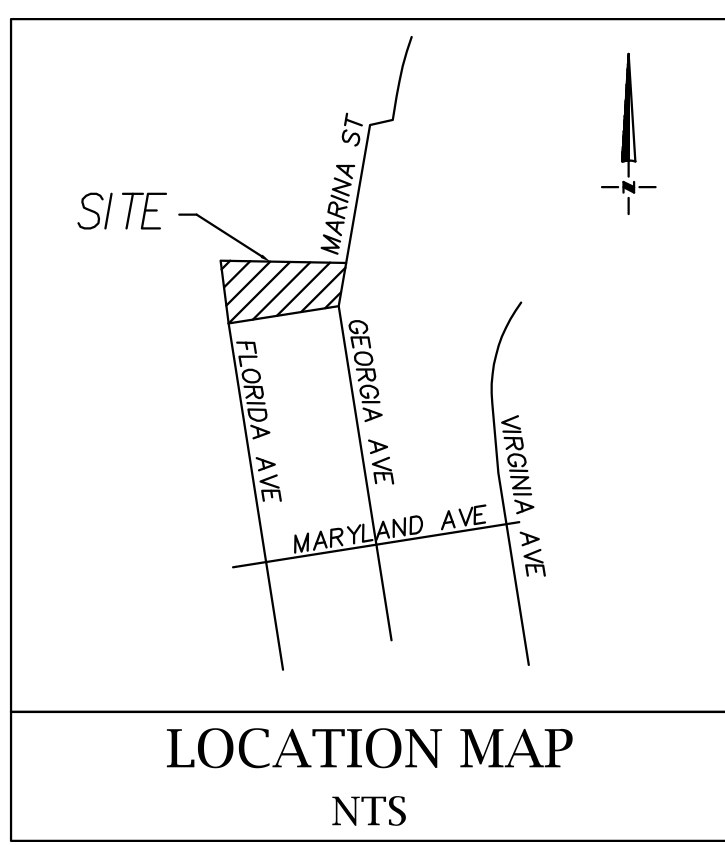 MARINA ST
SITE
N
GEORGIA AVE
FLORIDA AVE
VIRGINIA AVE
MARYLAND AVE
LOCATION MAP
NTS